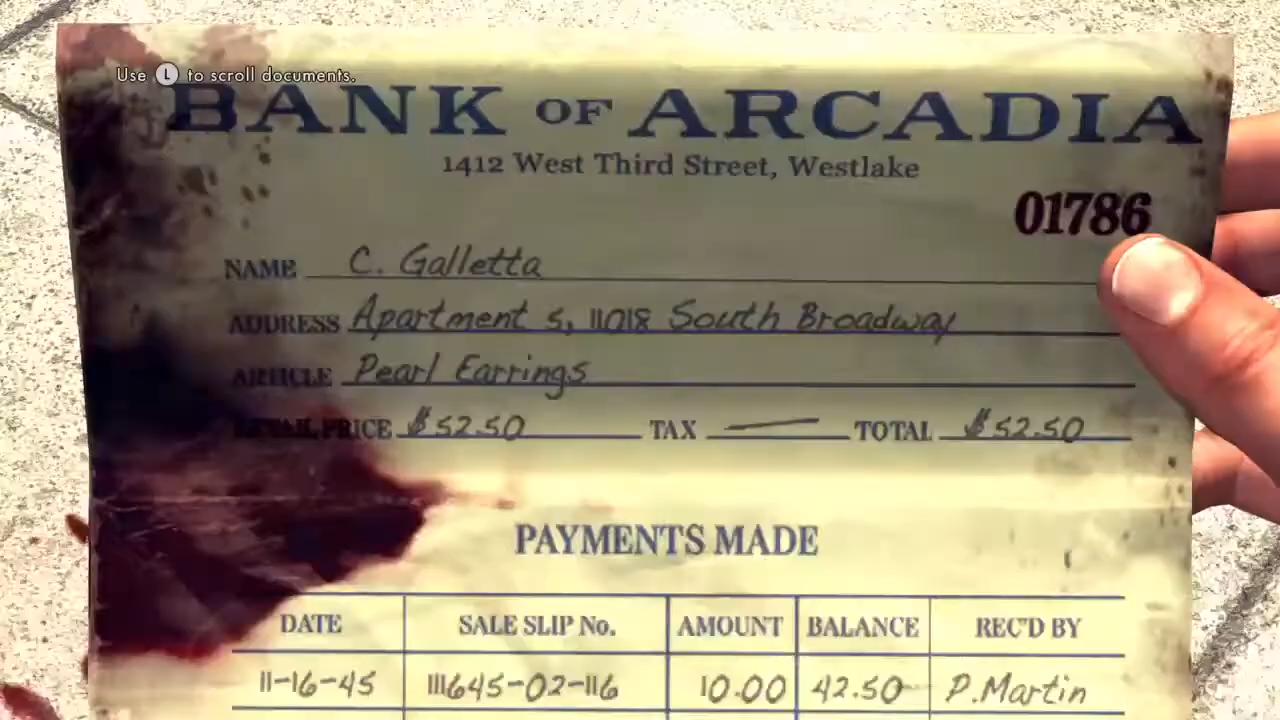 Use L to scroll documents.
BANK OF ARCADIA
1412 West Third Street, Westlake
01786
NAME C. Galletta
ADDRESS Apartment 5, 11018 South Broadway
ARTICLE Pearl Earrings
RETAIL PRICE $52.50 TAX — TOTAL $52.50
PAYMENTS MADE
DATE SALE SLIP No. AMOUNT BALANCE REC'D BY
11-16-45 111645-02-116 10.00 42.50 P.Martin